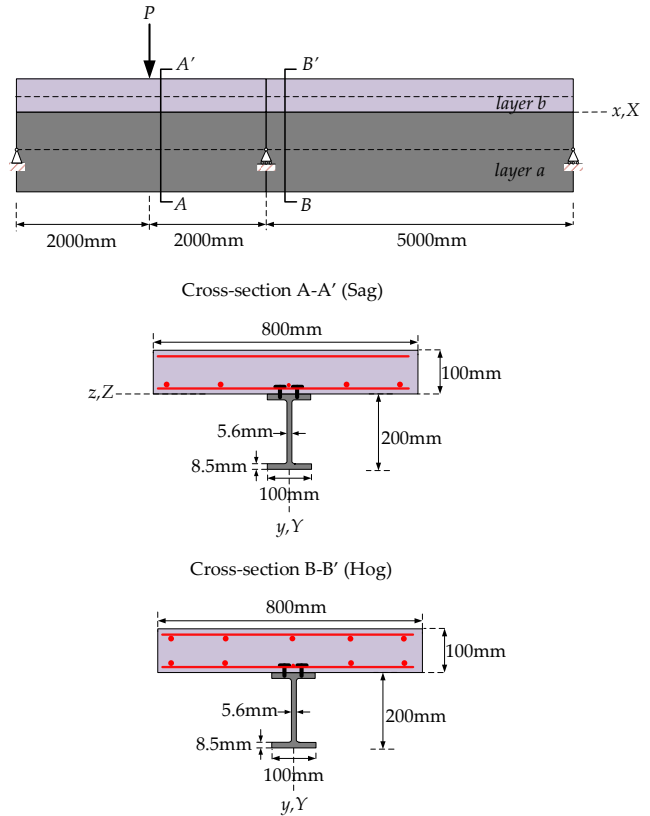 P
A’ B’
layer b
x,X
layer a
A B
2000mm 2000mm 5000mm
Cross-section A-A’ (Sag)
800mm
100mm
z,Z
5.6mm
200mm
8.5mm
100mm
y,Y
Cross-section B-B’ (Hog)
800mm
100mm
5.6mm
200mm
8.5mm
100mm
y,Y